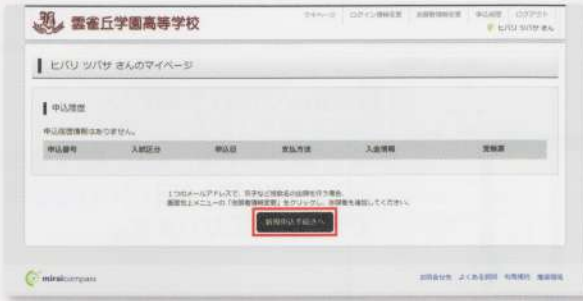 雲雀丘学園高等学校
マイページ ログイン情報変更 志願者情報変更 申込履歴 ログアウト
ヒバリ ツバサ さん
ヒバリ ツバサ さんのマイページ
申込履歴
申込履歴情報はありません。
申込番号 入試区分 申込日 支払方法 入金情報 受験票
1つのメールアドレスで、双子など複数名の出願を行う場合、
画面右上メニューの「志願者情報変更」をクリックし、志願者を追加してください。
新規申込手続きへ
miraicompass
お問合せ先 よくある質問 利用規約 推奨環境